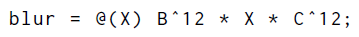 blur = @(X) B^12 * X * C^12;